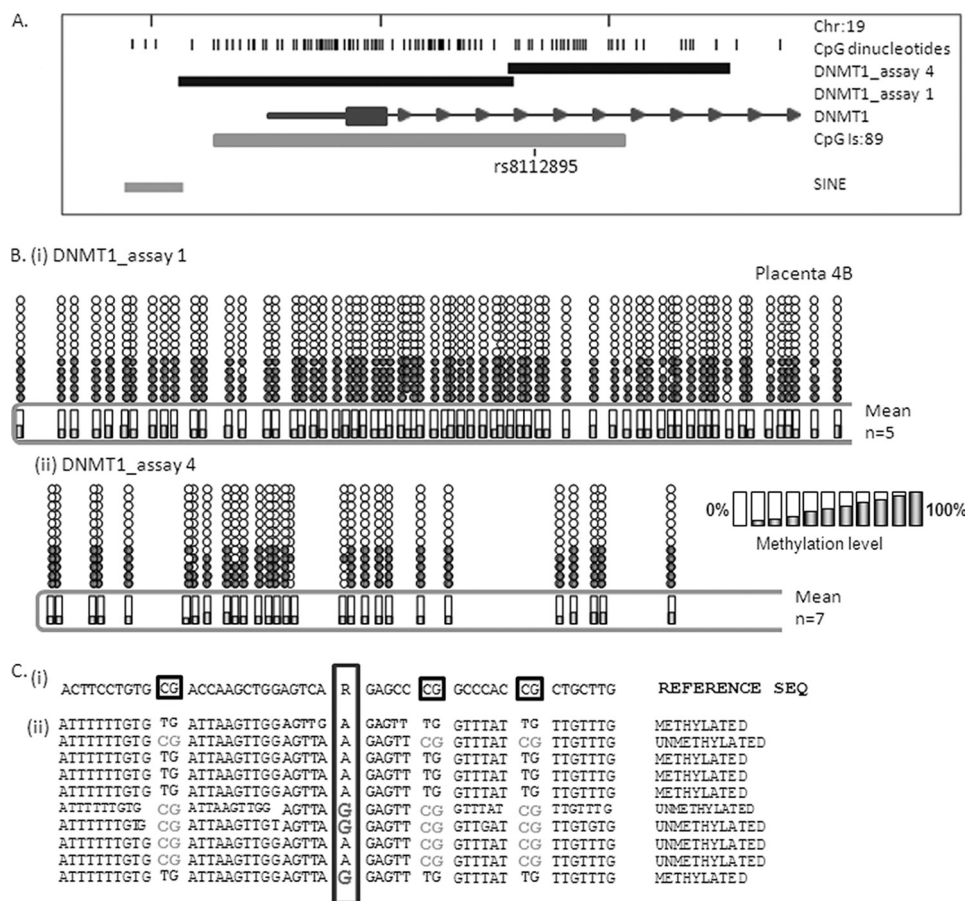 A.
Chr:19
CpG dinucleotides
DNMT1_assay 4
DNMT1_assay 1
DNMT1
CpG Is:89
rs8112895
SINE
B. (i) DNMT1_assay 1
Placenta 4B
Mean
n=5
(ii) DNMT1_assay 4
0% 100%
Methylation level
Mean
n=7
C.
(i) ACTTCCTGTG CG ACCAAGCTGGAGTCA R GAGCC CG GCCCAC CG CTGCTTG REFERENCE SEQ
(ii) ATTTTTTGTG TG ATTAAGTTGGAGTTG A GAGTT TG GTTTAT TG TTGTTTG METHYLATED
ATTTTTTGTG CG ATTAAGTTGGAGTTA A GAGTT CG GTTTAT CG TTGTTTG UNMETHYLATED
ATTTTTTGTG TG ATTAAGTTGGAGTTA A GAGTT TG GTTTAT TG TTGTTTG METHYLATED
ATTTTTTGTG TG ATTAAGTTGGAGTTA A GAGTT TG GTTTAT TG TTGTTTG METHYLATED
ATTTTTTGTG TG ATTAAGTTGGAGTTA A GAGTT TG GTTTAT TG TTGTTTG METHYLATED
ATTTTTTGTG CG ATTAAGTTGG AGTTA G GAGTT CG GTTTAT CG TTGTTTG UNMETHYLATED
ATTTTTTGTG CG ATTAAGTTGTAGTTA G GAGTT CG GTTGAT CG TTGTGTG UNMETHYLATED
ATTTTTTGTG CG ATTAAGTTGGAGTTA A GAGTT CG GTTTAT CG TTGTTTG UNMETHYLATED
ATTTTTTGTG CG ATTAAGTTGGAGTTA A GAGTT CG GTTTAT CG TTGTTTG UNMETHYLATED
ATTTTTTGTG TG ATTAAGTTGGAGTTA G GAGTT TG GTTTAT TG TTGTTTG METHYLATED